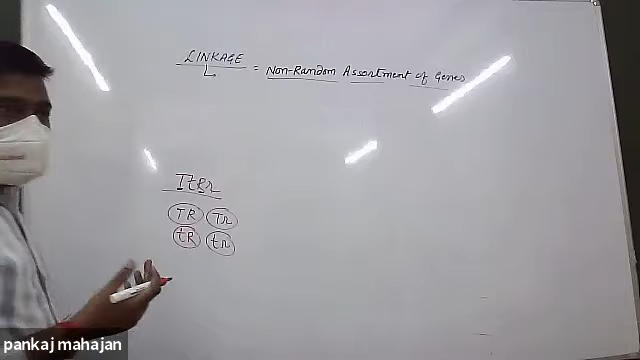 LINKAGE
= Non-Random Assortment of Genes
TtRr
TR Tr
tR tr
pankaj mahajan